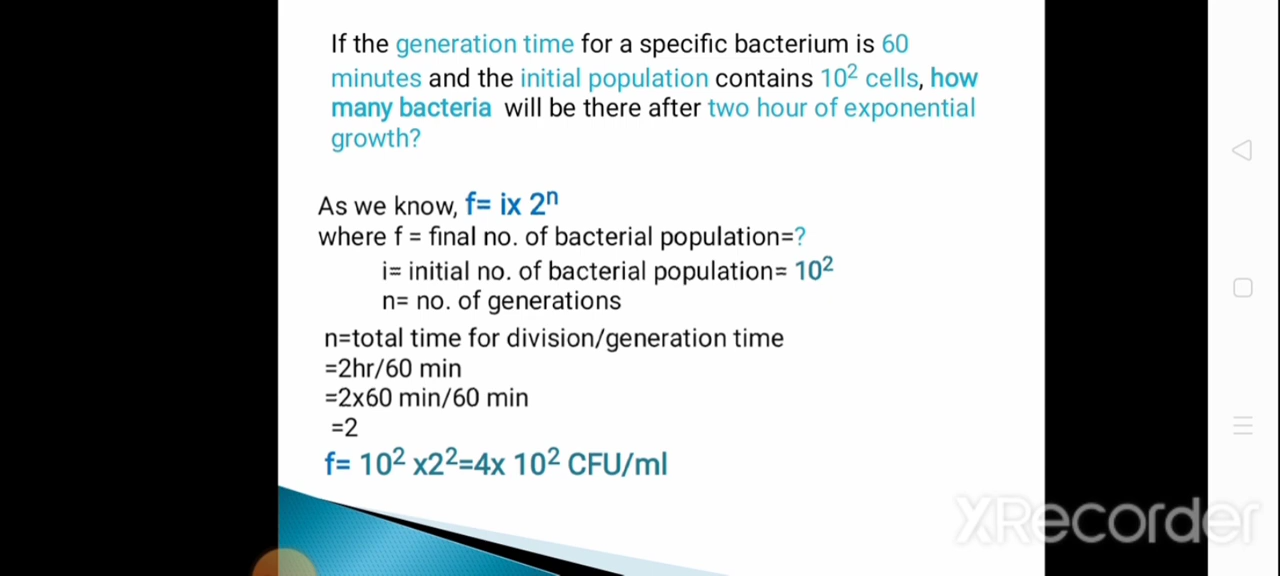 If the generation time for a specific bacterium is 60
minutes and the initial population contains 10² cells, how
many bacteria will be there after two hour of exponential
growth?
As we know, f= ix 2ⁿ
where f = final no. of bacterial population=?
i= initial no. of bacterial population= 10²
n= no. of generations
n=total time for division/generation time
=2hr/60 min
=2x60 min/60 min
=2
f= 10² x2²=4x 10² CFU/ml
XRecorder